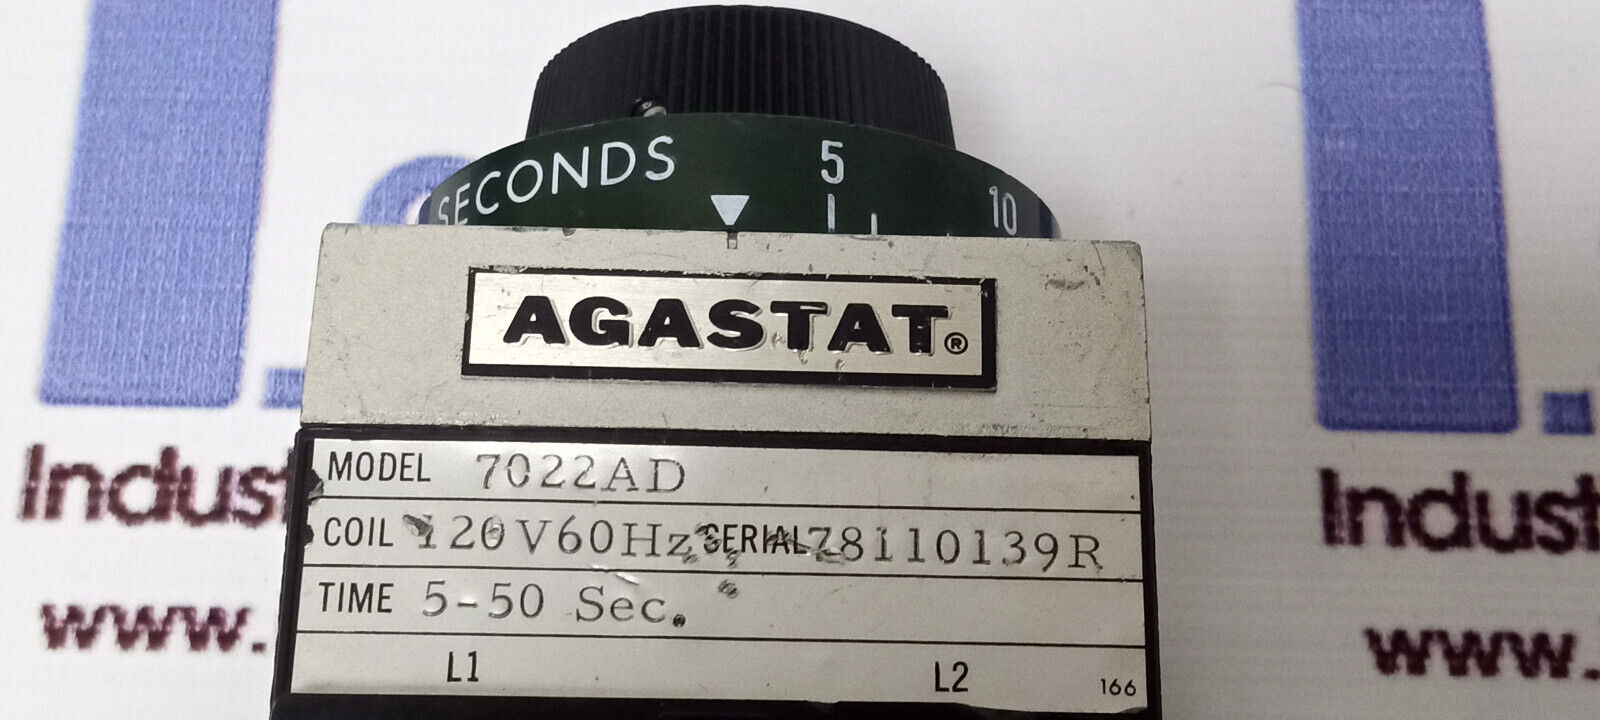 SECONDS 5 10
AGASTAT®
MODEL 7022AD
COIL 120V60Hz SERIAL 78110139R
TIME 5-50 Sec.
L1 L2 166
Indust Indust
www. www.